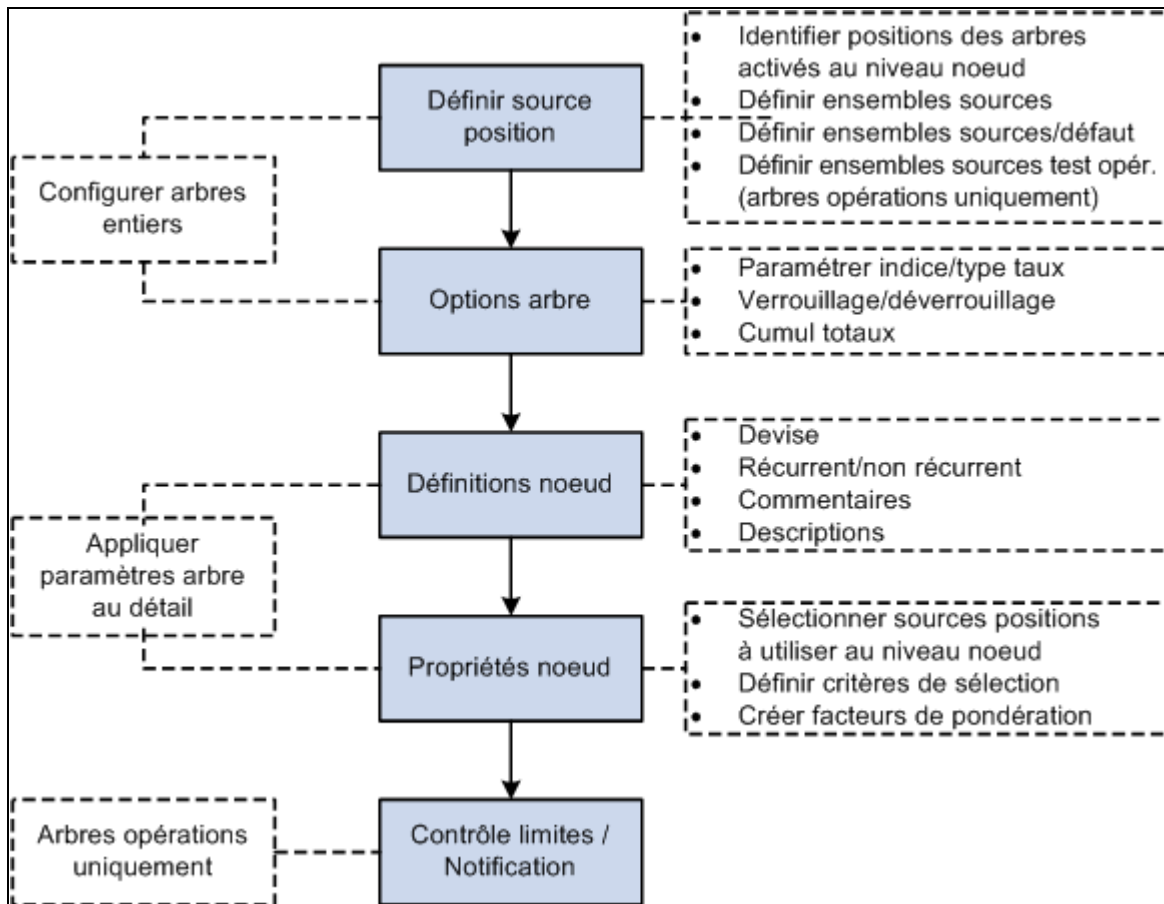 Définir source
position
• Identifier positions des arbres
activés au niveau noeud
• Définir ensembles sources
• Définir ensembles sources/défaut
• Définir ensembles sources test opér.
(arbres opérations uniquement)
Configurer arbres
entiers
Options arbre
• Paramétrer indice/type taux
• Verrouillage/déverrouillage
• Cumul totaux
Définitions noeud
• Devise
• Récurrent/non récurrent
• Commentaires
• Descriptions
Appliquer
paramètres arbre
au détail
Propriétés noeud
• Sélectionner sources positions
à utiliser au niveau noeud
• Définir critères de sélection
• Créer facteurs de pondération
Arbres opérations
uniquement
Contrôle limites /
Notification